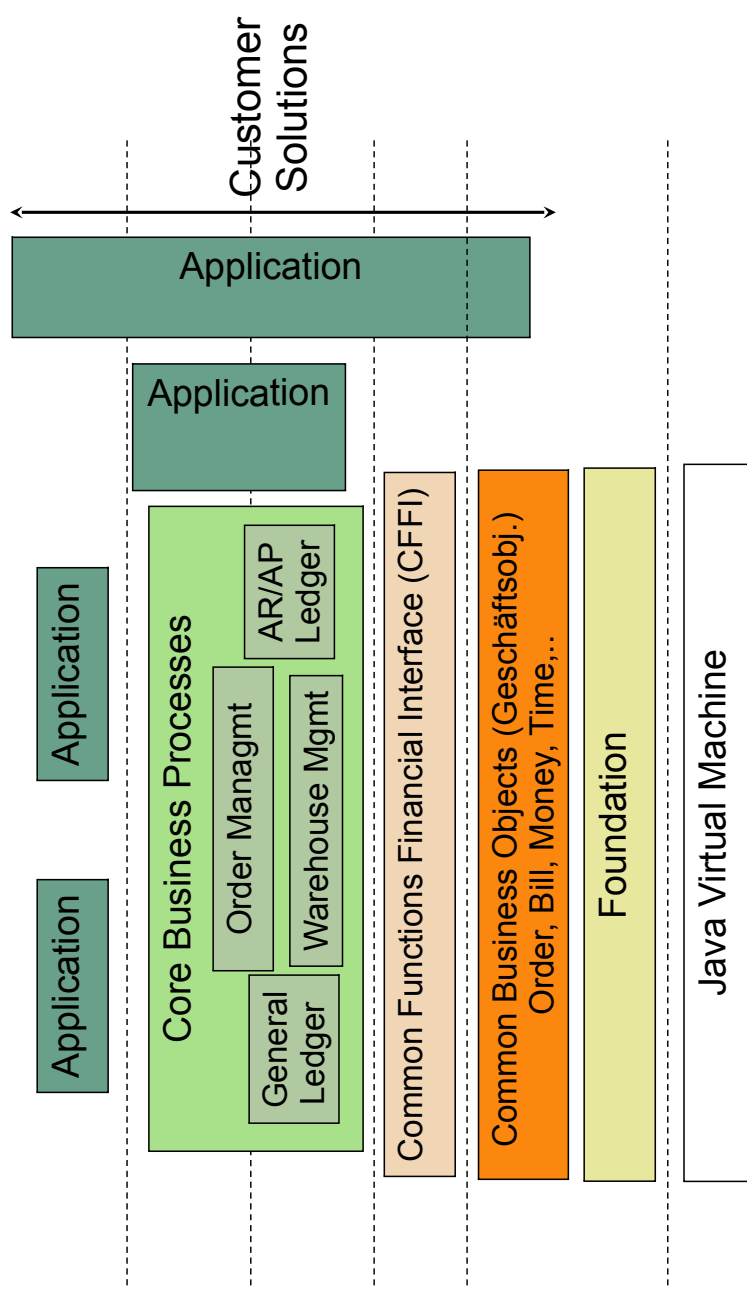 Customer
Solutions
Application
Application
Application
Application
Core Business Processes
Order Managmt
AR/AP
Ledger
General
Ledger
Warehouse Mgmt
Common Functions Financial Interface (CFFI)
Common Business Objects (Geschäftsobj.)
Order, Bill, Money, Time,..
Foundation
Java Virtual Machine